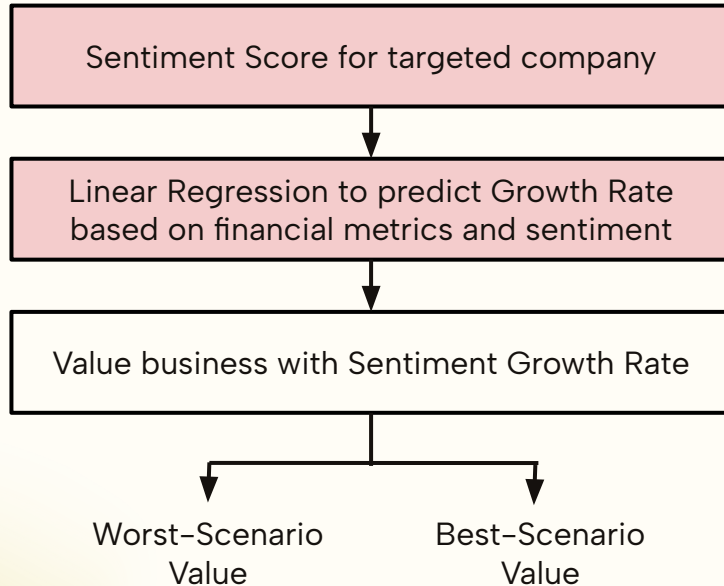 Sentiment Score for targeted company
Linear Regression to predict Growth Rate
based on financial metrics and sentiment
Value business with Sentiment Growth Rate
Worst-Scenario
Value
Best-Scenario
Value